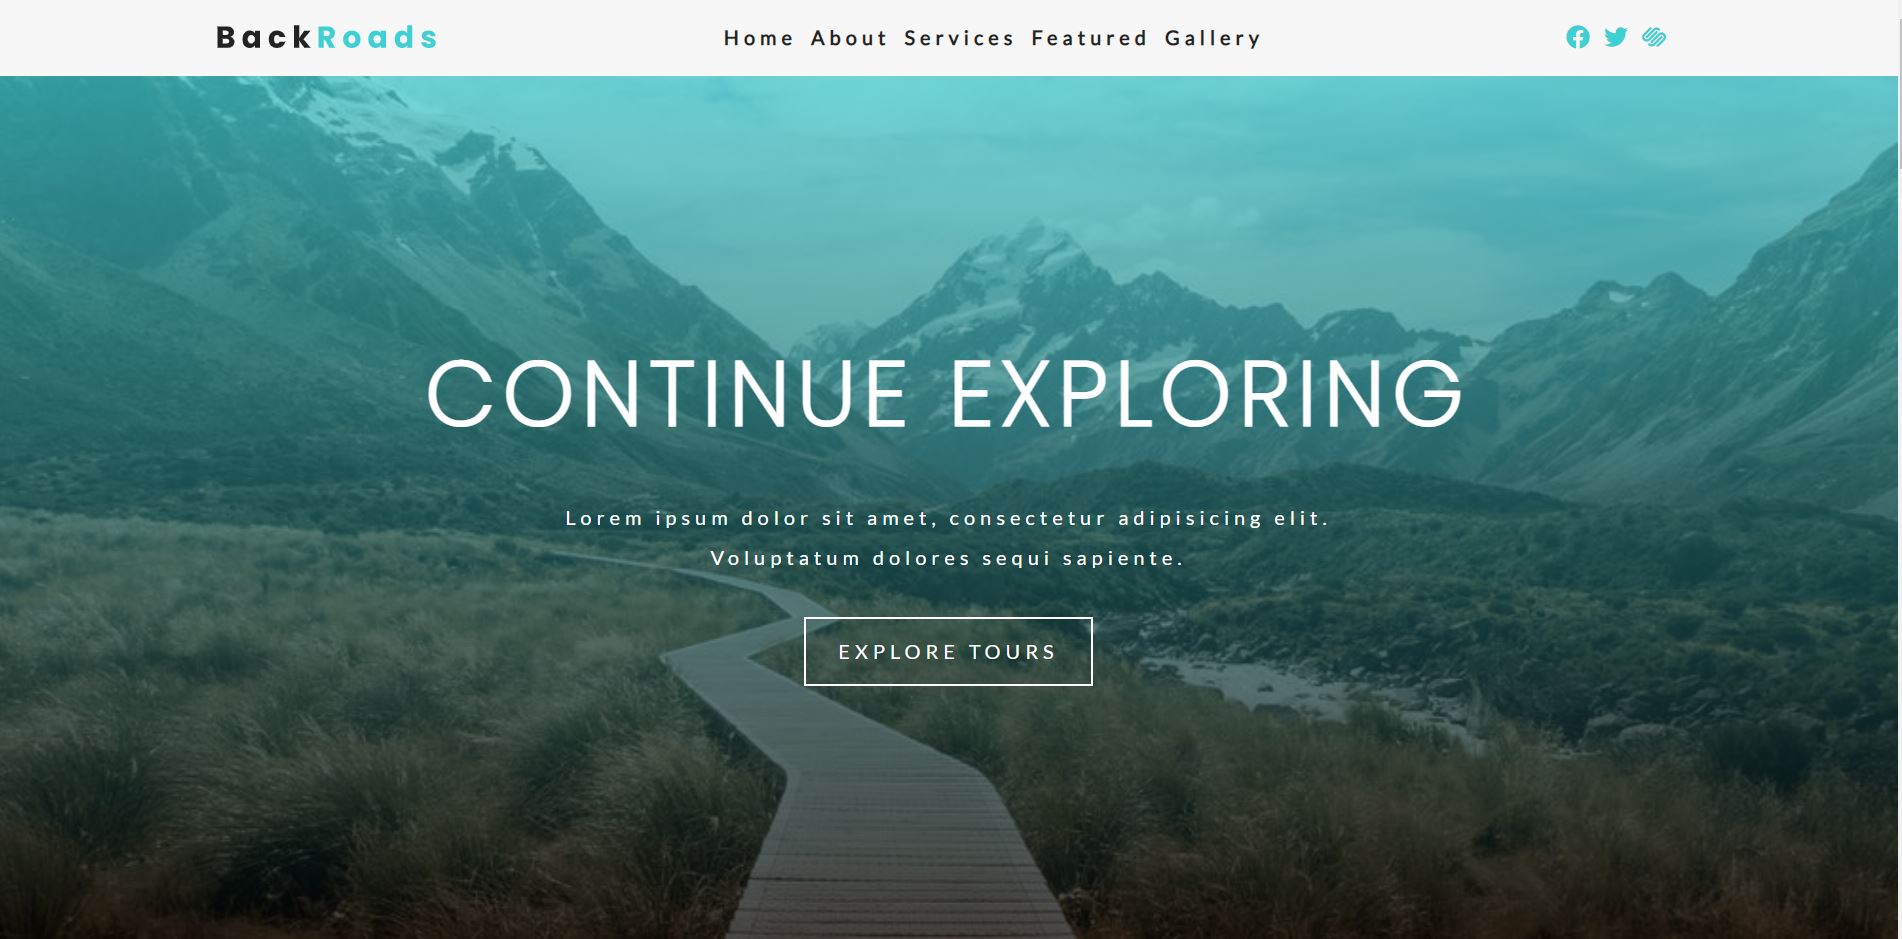 BackRoads
Home About Services Featured Gallery
CONTINUE EXPLORING
Lorem ipsum dolor sit amet, consectetur adipisicing elit.
Voluptatum dolores sequi sapiente.
EXPLORE TOURS